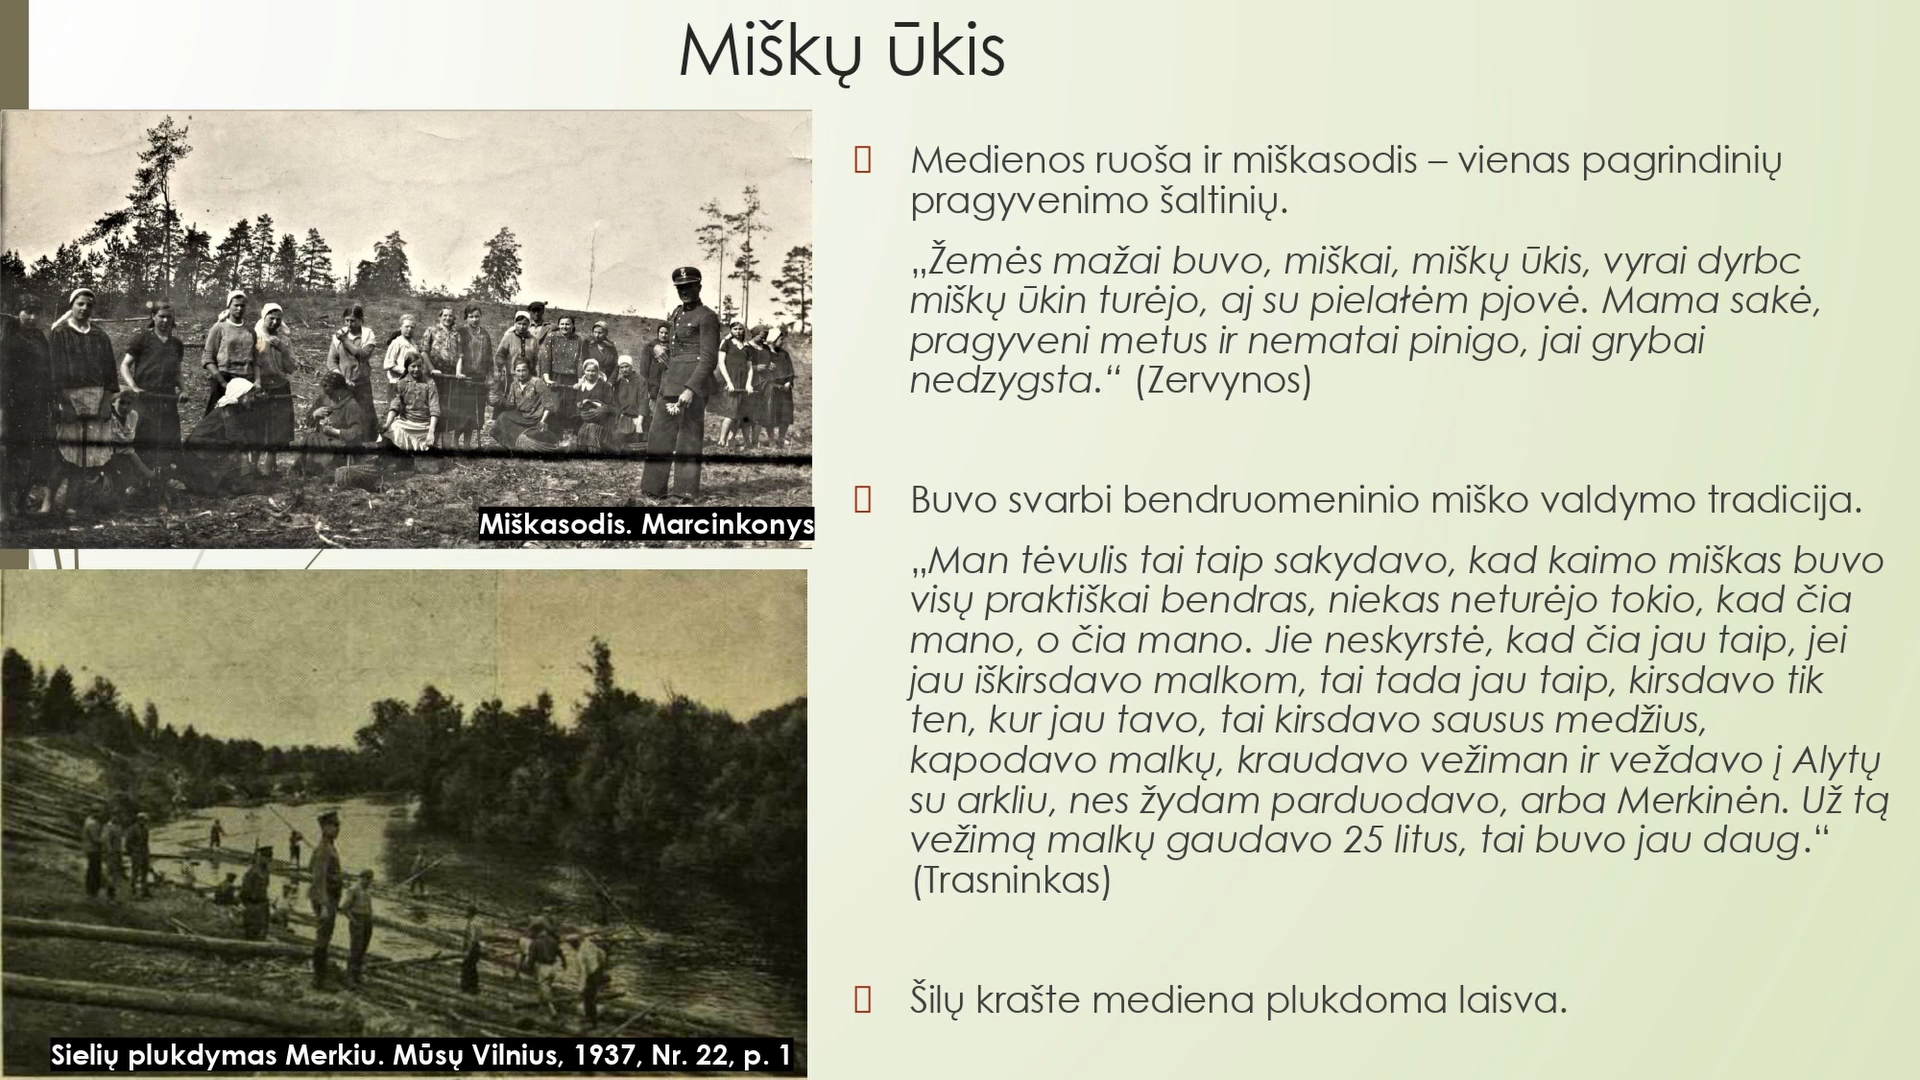 Miškų ūkis
Miškasodis. Marcinkonys
Sielių plukdymas Merkiu. Mūsų Vilnius, 1937, Nr. 22, p. 1
Medienos ruoša ir miškasodis – vienas pagrindinių
pragyvenimo šaltinių.
„Žemės mažai buvo, miškai, miškų ūkis, vyrai dyrbc
miškų ūkin turėjo, aj su pielałėm pjovė. Mama sakė,
pragyveni metus ir nematai pinigo, jai grybai
nedzygsta.“ (Zervynos)
Buvo svarbi bendruomeninio miško valdymo tradicija.
„Man tėvulis tai taip sakydavo, kad kaimo miškas buvo
visų praktiškai bendras, niekas neturėjo tokio, kad čia
mano, o čia mano. Jie neskyrstė, kad čia jau taip, jei
jau iškirsdavo malkom, tai tada jau taip, kirsdavo tik
ten, kur jau tavo, tai kirsdavo sausus medžius,
kapodavo malkų, kraudavo vežiman ir veždavo į Alytų
su arkliu, nes žydam parduodavo, arba Merkinėn. Už tą
vežimą malkų gaudavo 25 litus, tai buvo jau daug.“
(Trasninkas)
Šilų krašte mediena plukdoma laisva.